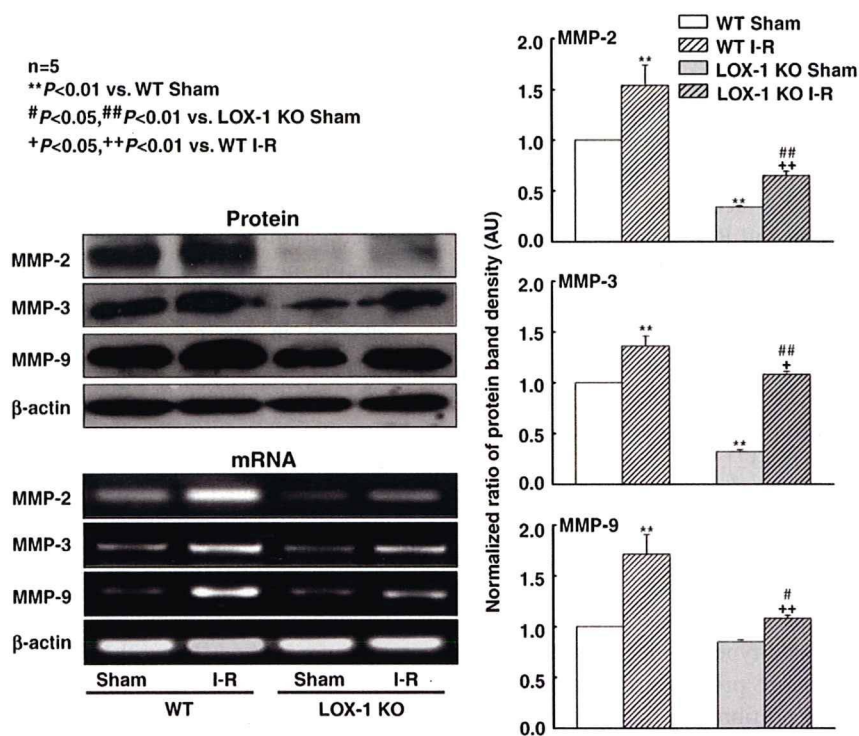 n=5
**P<0.01 vs. WT Sham
#P<0.05,##P<0.01 vs. LOX-1 KO Sham
+P<0.05,++P<0.01 vs. WT I-R
Protein
MMP-2
MMP-3
MMP-9
β-actin
mRNA
MMP-2
MMP-3
MMP-9
β-actin
Sham I-R Sham I-R
WT LOX-1 KO
WT Sham
WT I-R
LOX-1 KO Sham
LOX-1 KO I-R
Normalized ratio of protein band density (AU)
MMP-2
2.0
1.5
1.0
0.5
0.0
**
**
##
++
MMP-3
2.0
1.5
1.0
0.5
0.0
**
**
##
+
MMP-9
2.0
1.5
1.0
0.5
0.0
**
#
++